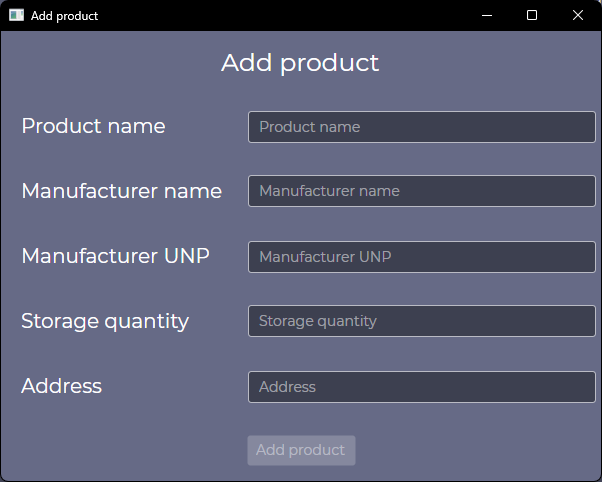 Add product
Add product
Product name
Product name
Manufacturer name
Manufacturer name
Manufacturer UNP
Manufacturer UNP
Storage quantity
Storage quantity
Address
Address
Add product